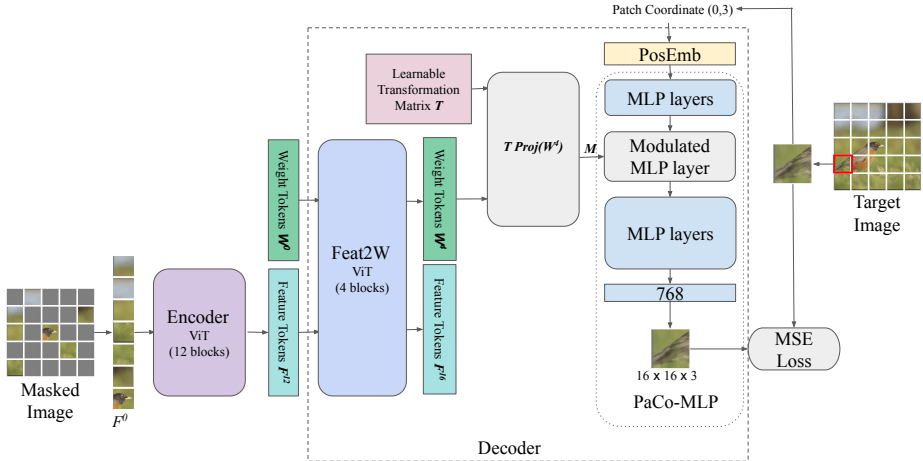 Patch Coordinate (0,3)
PosEmb
Learnable
Transformation
Matrix T
MLP layers
T Proj(W⁴)
M
Modulated
MLP layer
Weight Tokens W⁰
Weight Tokens W⁴
Target
Image
Feat2W
ViT
(4 blocks)
MLP layers
Encoder
ViT
(12 blocks)
Feature Tokens F¹²
Feature Tokens F¹⁶
768
MSE
Loss
16 x 16 x 3
Masked
Image
F⁰
PaCo-MLP
Decoder